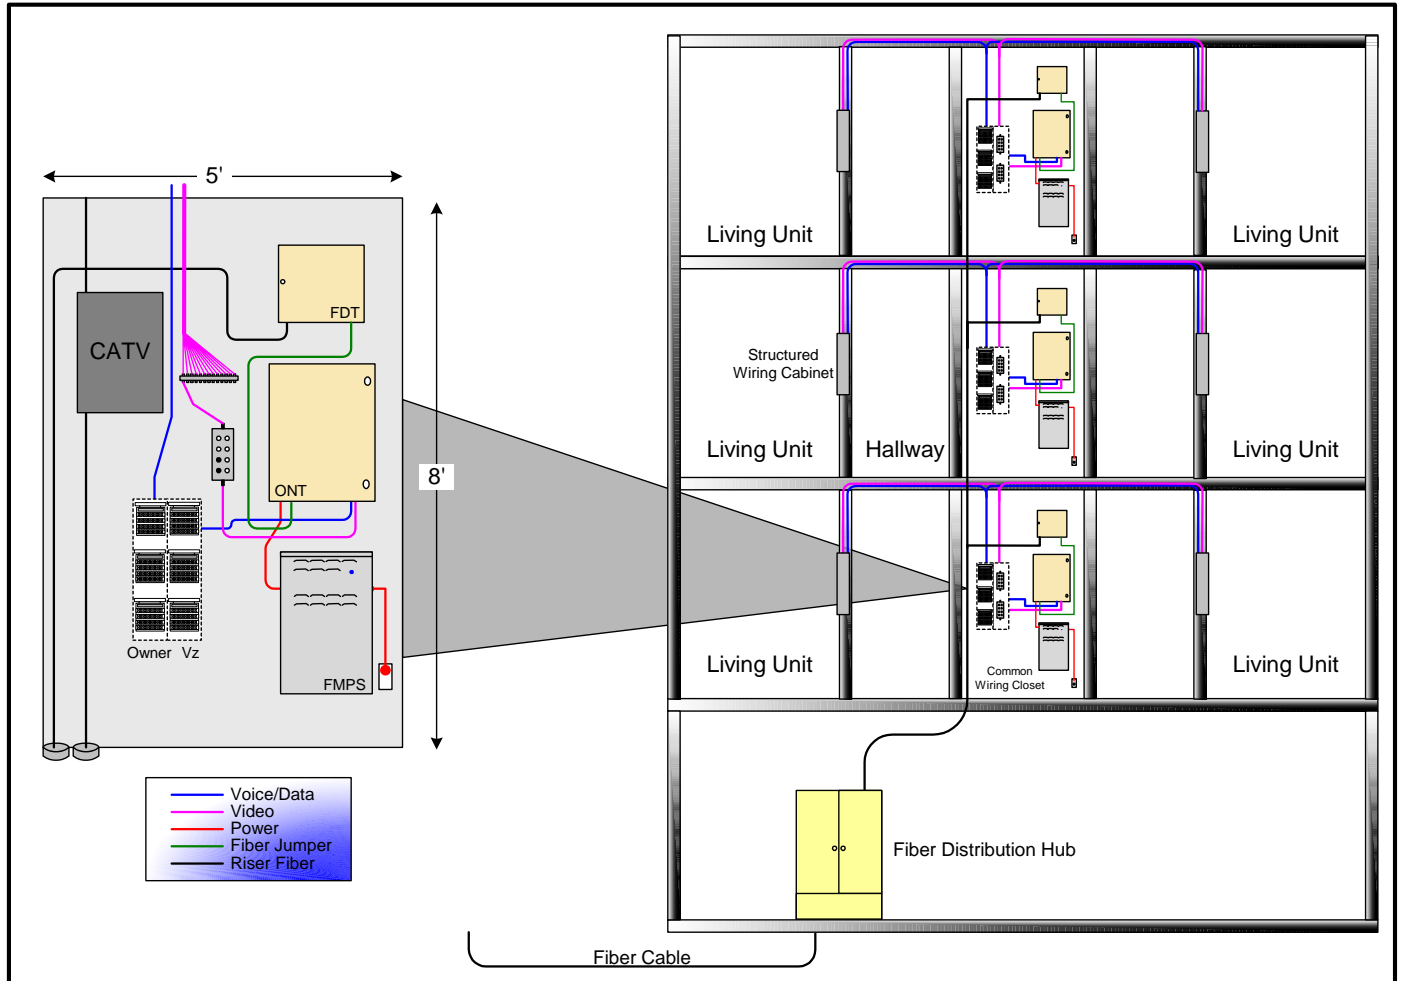 5'
FDT
CATV
8'
ONT
Owner Vz
FMPS
Voice/Data
Video
Power
Fiber Jumper
Riser Fiber
Living Unit
Living Unit
Structured
Wiring Cabinet
Living Unit
Hallway
Living Unit
Living Unit
Common
Wiring Closet
Living Unit
Fiber Distribution Hub
Fiber Cable